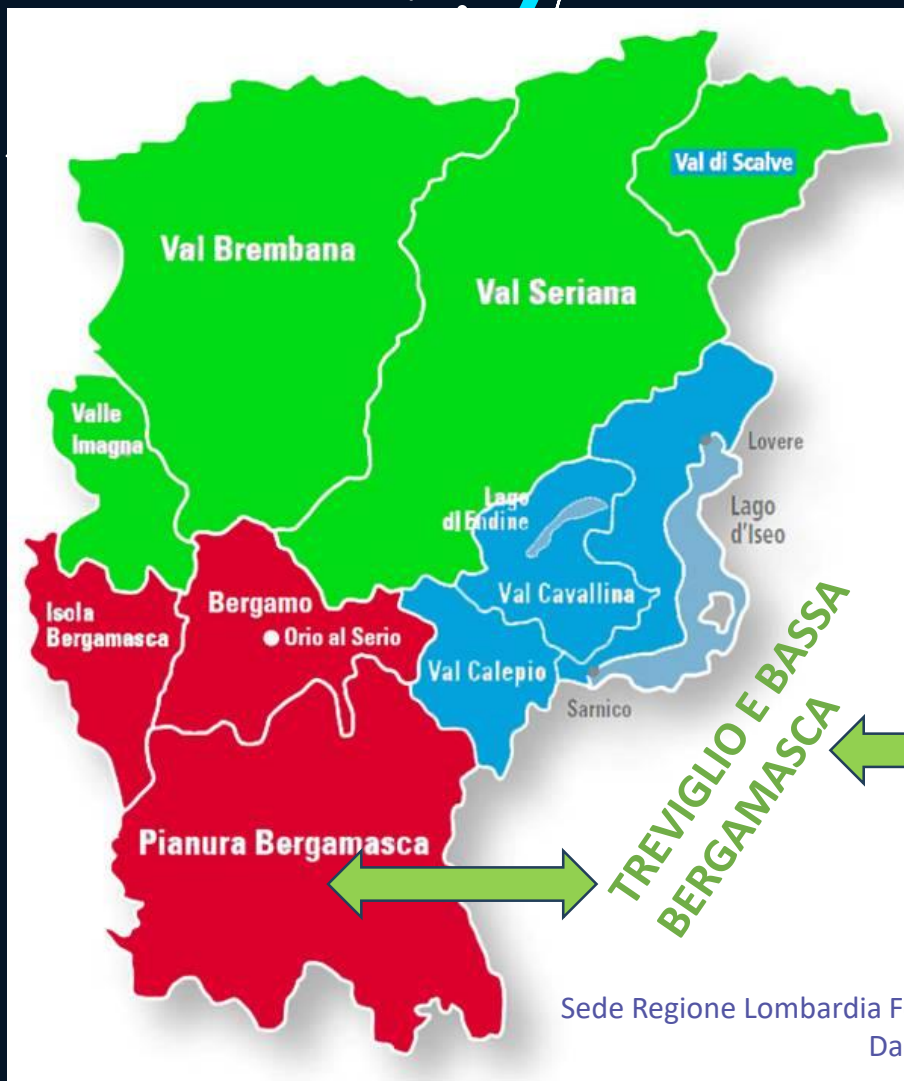 Val di Scalve
Val Brembana
Val Seriana
Valle
Imagna
Lovere
Lago
di Endine
Lago
d'Iseo
Val Cavallina
Isola
Bergamasca
Bergamo
Orio al Serio
Val Calepio
Sarnico
TREVIGLIO E BASSA
BERGAMASCA
Pianura Bergamasca
Sede Regione Lombardia F
Da